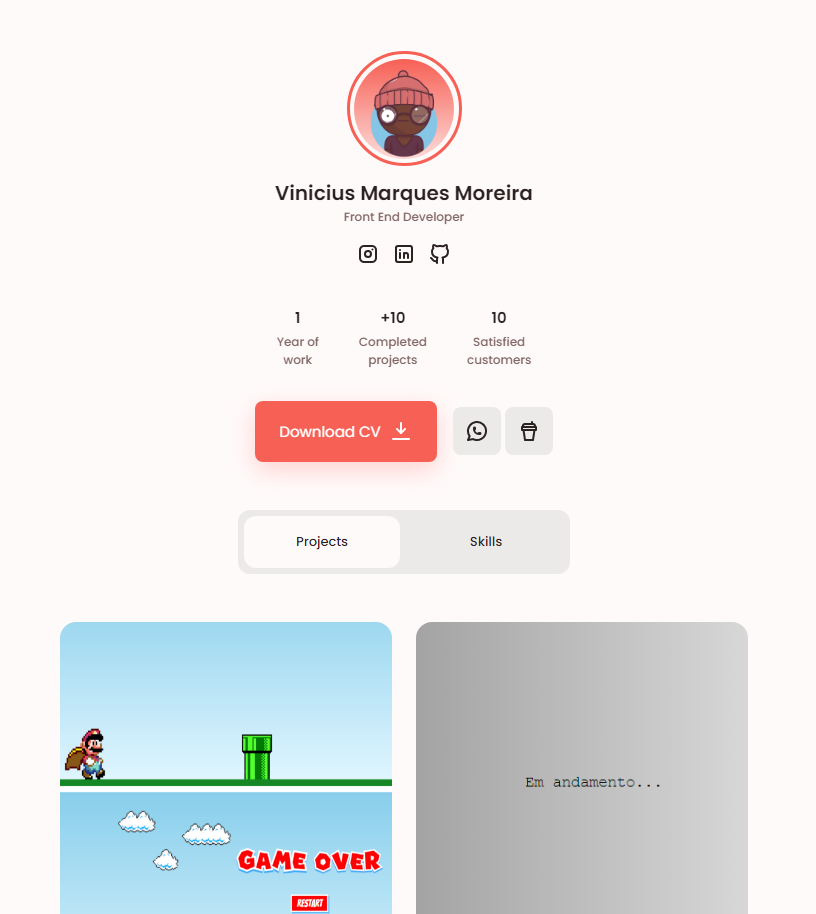 Vinicius Marques Moreira
Front End Developer
1
Year of
work
+10
Completed
projects
10
Satisfied
customers
Download CV
Projects
Skills
GAME OVER
RESTART
Em andamento...